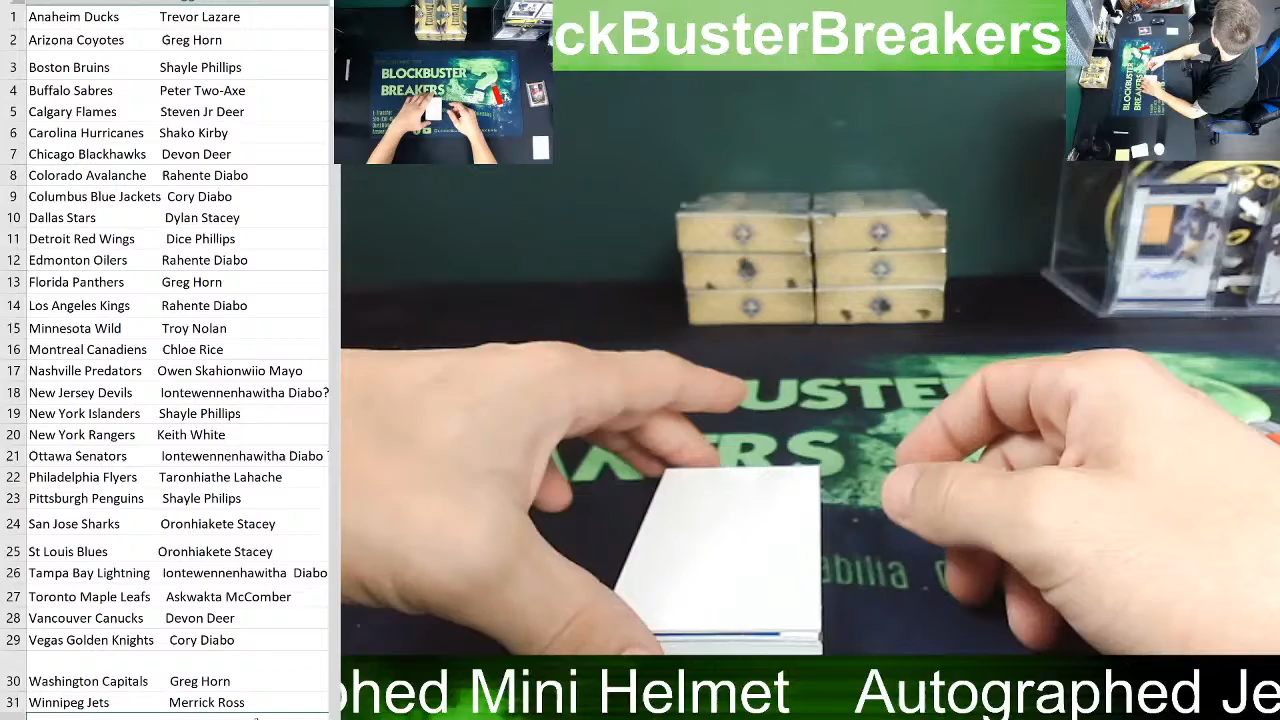 1 Anaheim Ducks Trevor Lazare
2 Arizona Coyotes Greg Horn
3 Boston Bruins Shayle Phillips
4 Buffalo Sabres Peter Two-Axe
5 Calgary Flames Steven Jr Deer
6 Carolina Hurricanes Shako Kirby
7 Chicago Blackhawks Devon Deer
8 Colorado Avalanche Rahente Diabo
9 Columbus Blue Jackets Cory Diabo
10 Dallas Stars Dylan Stacey
11 Detroit Red Wings Dice Phillips
12 Edmonton Oilers Rahente Diabo
13 Florida Panthers Greg Horn
14 Los Angeles Kings Rahente Diabo
15 Minnesota Wild Troy Nolan
16 Montreal Canadiens Chloe Rice
17 Nashville Predators Owen Skahionwiio Mayo
18 New Jersey Devils Iontewennenhawitha Diabo?
19 New York Islanders Shayle Phillips
20 New York Rangers Keith White
21 Ottawa Senators Iontewennenhawitha Diabo
22 Philadelphia Flyers Taronhiathe Lahache
23 Pittsburgh Penguins Shayle Philips
24 San Jose Sharks Oronhiakete Stacey
25 St Louis Blues Oronhiakete Stacey
26 Tampa Bay Lightning Iontewennenhawitha Diabo
27 Toronto Maple Leafs Askwakta McComber
28 Vancouver Canucks Devon Deer
29 Vegas Golden Knights Cory Diabo
30 Washington Capitals Greg Horn
31 Winnipeg Jets Merrick Ross
BLOCKBUSTER
BREAKERS
ckBusterBreakers
BLOCKBUSTER
BREAKERS
USTER
KERS
abilia
phed Mini Helmet Autographed Je